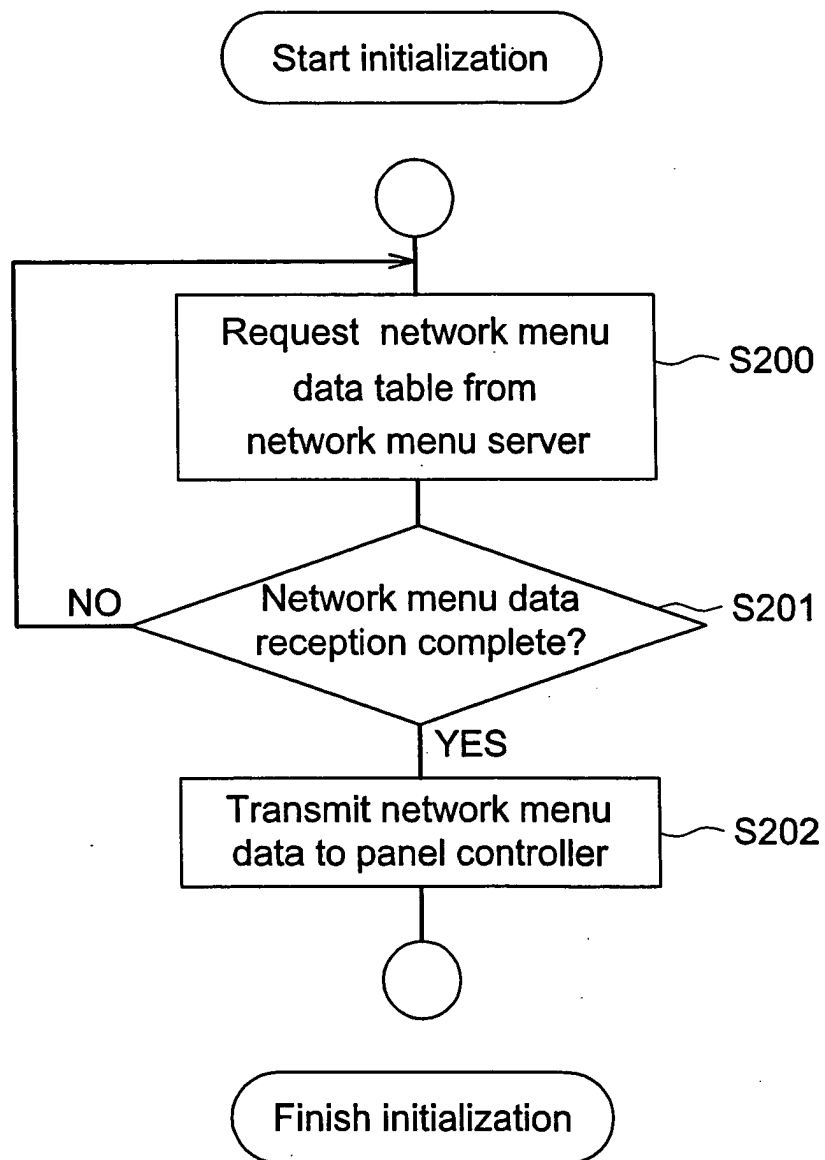 Start initialization
Request network menu
data table from
network menu server
S200
NO
Network menu data
reception complete?
S201
YES
Transmit network menu
data to panel controller
S202
Finish initialization